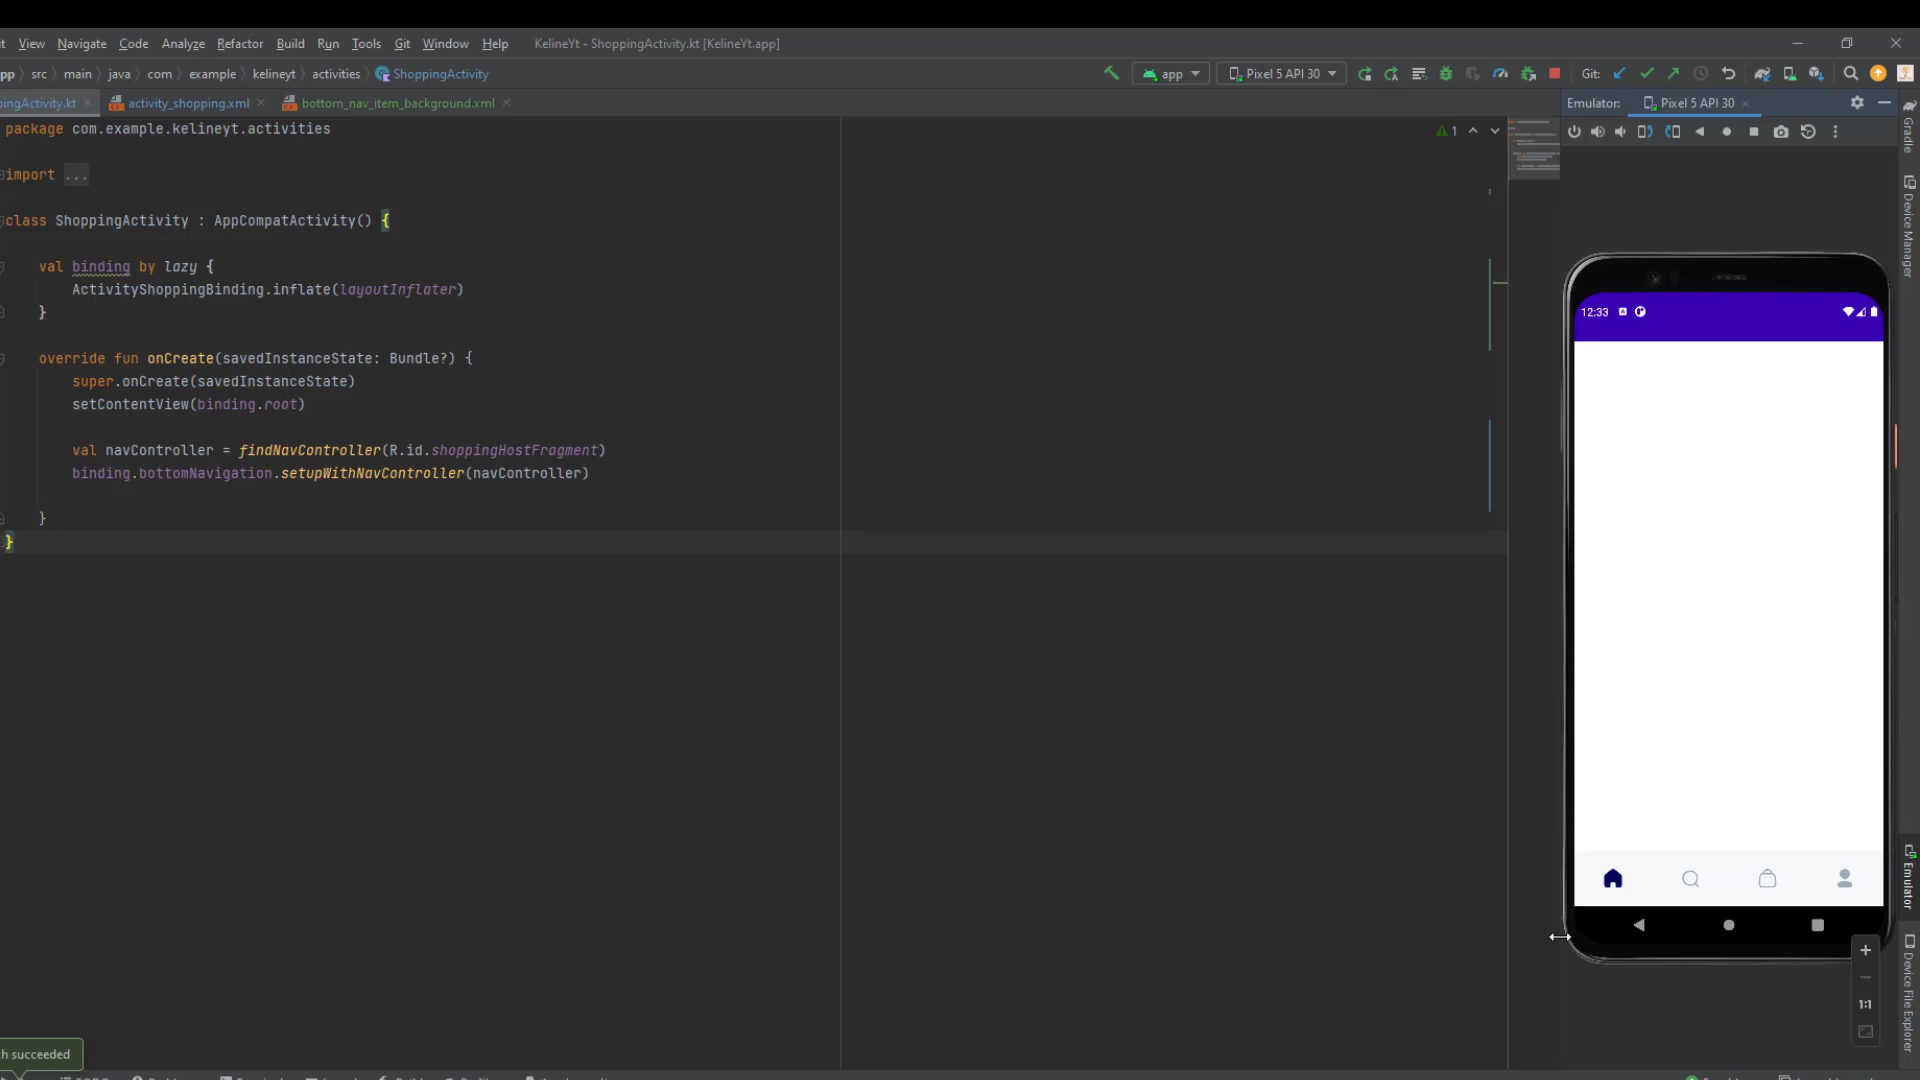 View Navigate Code Analyze Refactor Build Run Tools Git Window Help KelineYt - ShoppingActivity.kt [KelineYt.app]
src main java com example kelineyt activities ShoppingActivity app Pixel 5 API 30 Git:
ingActivity.kt activity_shopping.xml bottom_nav_item_background.xml Emulator: Pixel 5 API 30
package com.example.kelineyt.activities
1
import ...
class ShoppingActivity : AppCompatActivity() {
val binding by lazy {
ActivityShoppingBinding.inflate(layoutInflater)
}
override fun onCreate(savedInstanceState: Bundle?) {
super.onCreate(savedInstanceState)
setContentView(binding.root)
val navController = findNavController(R.id.shoppingHostFragment)
binding.bottomNavigation.setupWithNavController(navController)
}
}
12:33
1:1
Gradle
Device Manager
Emulator
Device File Explorer
h succeeded